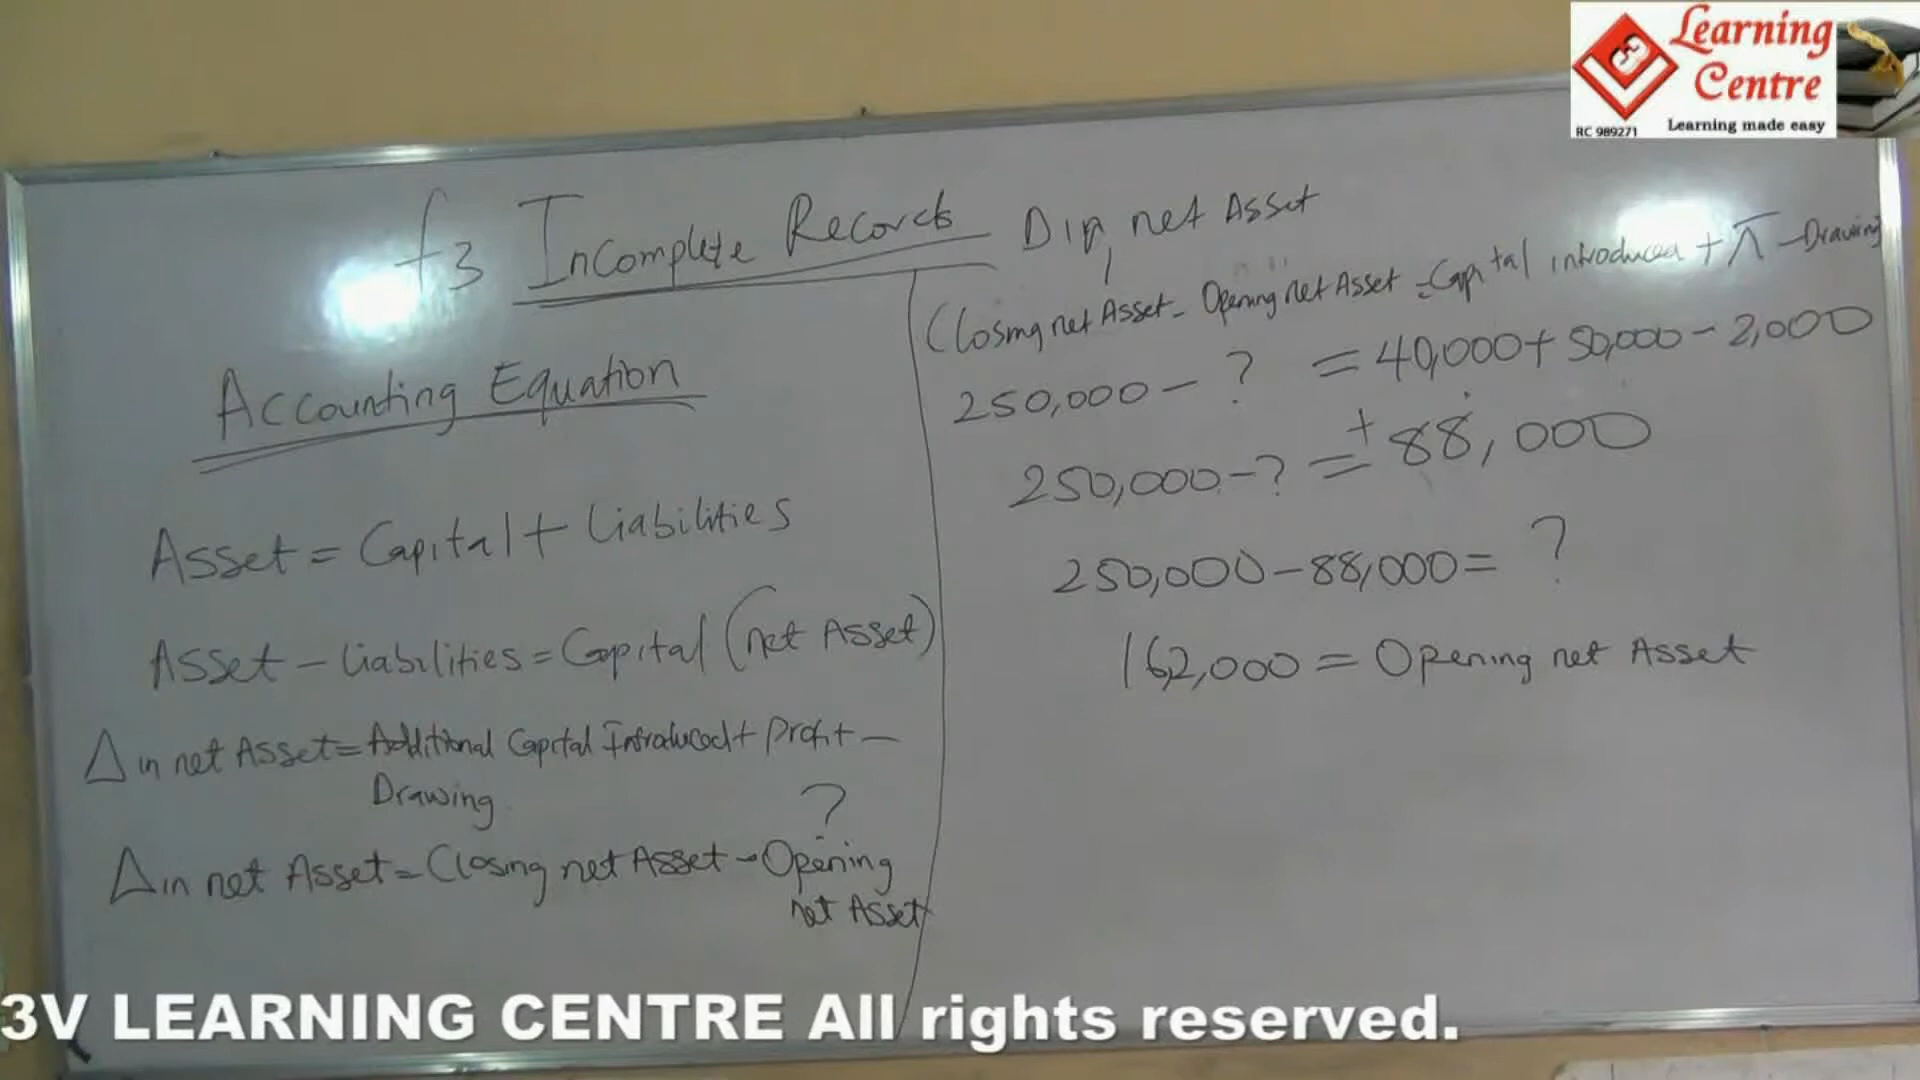 Learning
Centre
RC 989271 Learning made easy
f3 Incomplete Records
Accounting Equation
Asset = Capital + Liabilities
Asset - Liabilities = Capital (net Asset)
Δ in net Asset = Additional Capital Introduced + Profit -
Drawing
?
Δ in net Asset = Closing net Asset - Opening
net Asset
D in net Asset
Closing net Asset - Opening net Asset = Capital introduced + π - Drawing
250,000 - ? = 40,000 + 50,000 - 2,000
250,000 - ? = + 88,000
250,000 - 88,000 = ?
162,000 = Opening net Asset
3V LEARNING CENTRE All rights reserved.